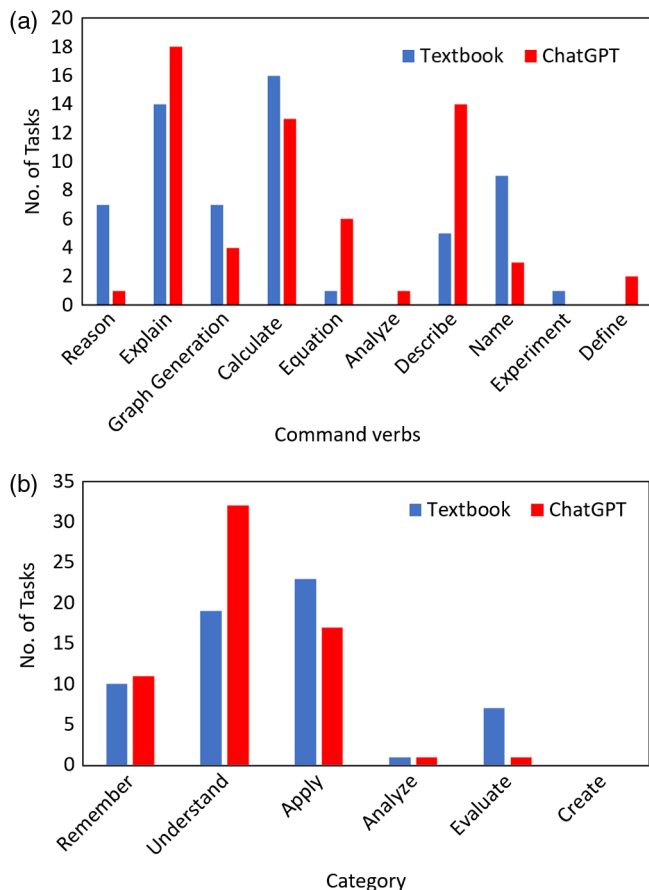 (a)
20
18
16
14
12
10
8
6
4
2
0
No. of Tasks
Textbook ChatGPT
Reason Explain Graph Generation Calculate Equation Analyze Describe Name Experiment Define
Command verbs
(b)
35
30
25
20
15
10
5
0
No. of Tasks
Textbook ChatGPT
Remember Understand Apply Analyze Evaluate Create
Category